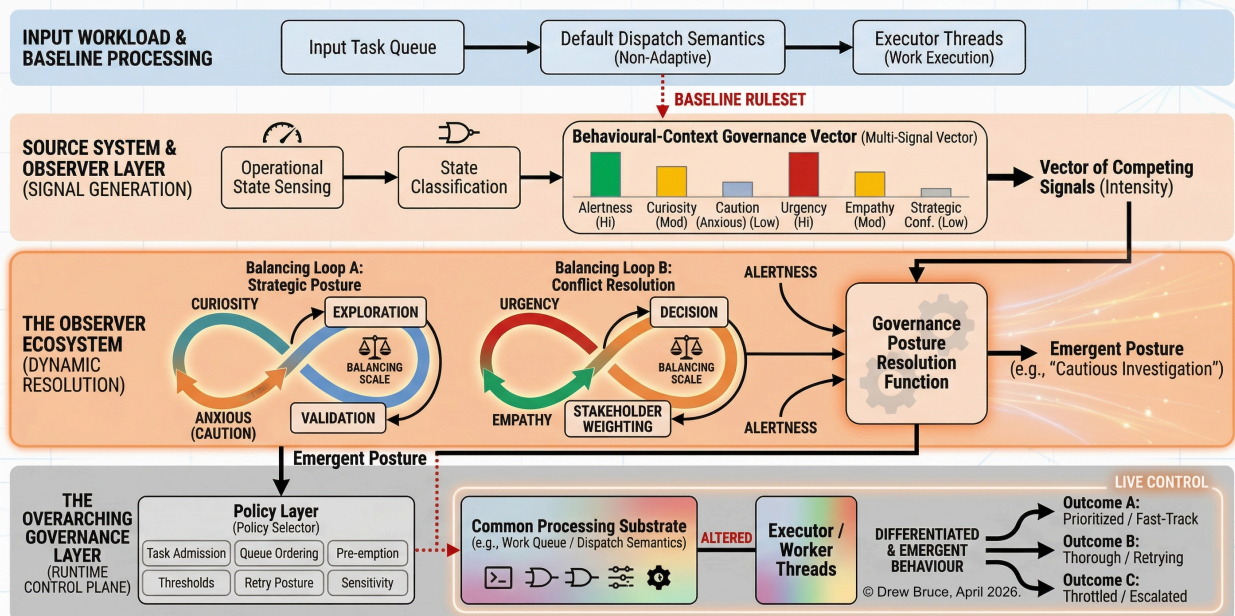 INPUT WORKLOAD &
BASELINE PROCESSING
Input Task Queue
Default Dispatch Semantics
(Non-Adaptive)
Executor Threads
(Work Execution)
BASELINE RULESET
SOURCE SYSTEM &
OBSERVER LAYER
(SIGNAL GENERATION)
Operational
State Sensing
State
Classification
Behavioural-Context Governance Vector (Multi-Signal Vector)
Alertness
(Hi)
Curiosity
(Mod)
Caution
(Anxious) (Low)
Urgency
(Hi)
Empathy
(Mod)
Strategic
Conf. (Low)
Vector of Competing
Signals (Intensity)
THE OBSERVER
ECOSYSTEM
(DYNAMIC
RESOLUTION)
Balancing Loop A:
Strategic Posture
CURIOSITY
EXPLORATION
BALANCING
SCALE
ANXIOUS
(CAUTION)
VALIDATION
Balancing Loop B:
Conflict Resolution
URGENCY
DECISION
BALANCING
SCALE
EMPATHY
STAKEHOLDER
WEIGHTING
ALERTNESS
ALERTNESS
Governance
Posture
Resolution
Function
Emergent Posture
(e.g., “Cautious Investigation”)
Emergent Posture
THE
OVERARCHING
GOVERNANCE
LAYER
(RUNTIME
CONTROL PLANE)
Policy Layer
(Policy Selector)
Task Admission
Queue Ordering
Pre-emption
Thresholds
Retry Posture
Sensitivity
LIVE CONTROL
Common Processing Substrate
(e.g., Work Queue / Dispatch Semantics)
ALTERED
Executor /
Worker
Threads
DIFFERENTIATED
& EMERGENT
BEHAVIOUR
Outcome A:
Prioritized / Fast-Track
Outcome B:
Thorough / Retrying
Outcome C:
Throttled / Escalated
© Drew Bruce, April 2026.